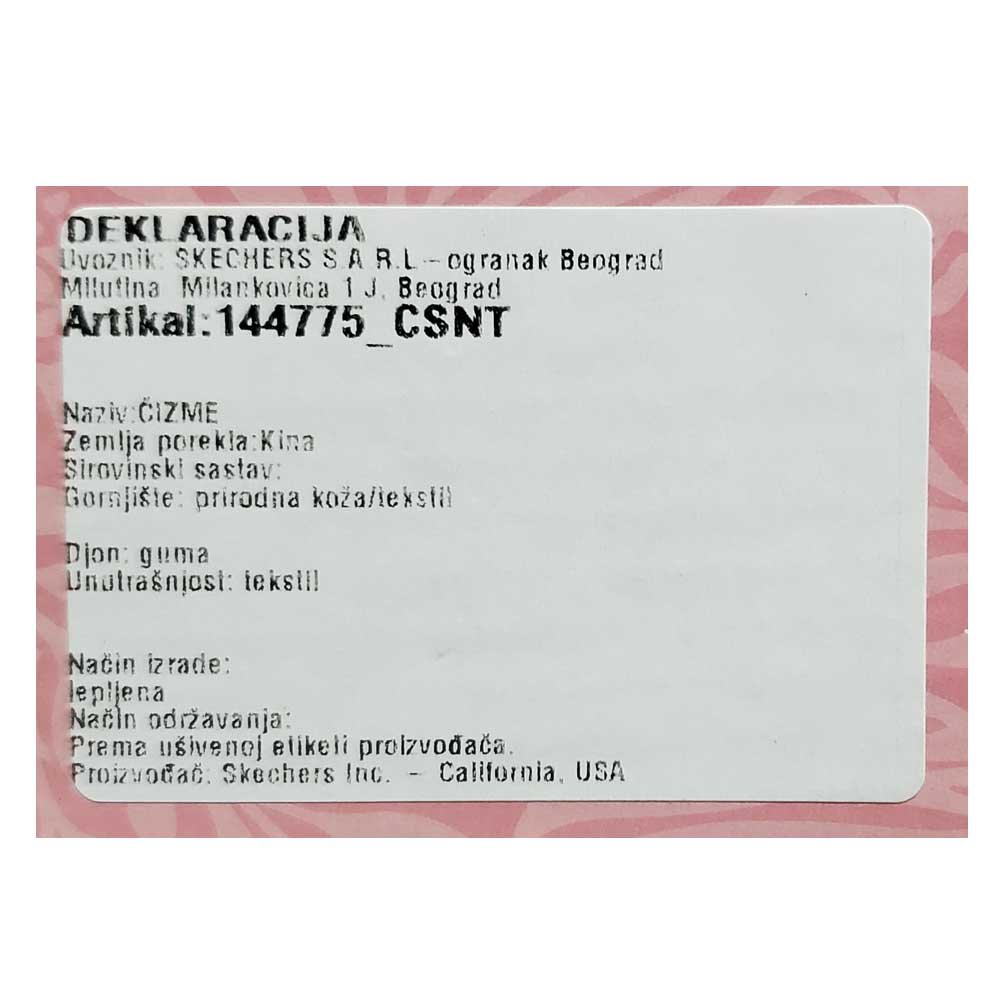 DEKLARACIJA
Uvoznik: SKECHERS S.A R.L – ogranak Beograd
Milutina Milankovica 1 J, Beograd
Artikal:144775_CSNT
Naziv:ČIZME
Zemlja porekla:Kina
Sirovinski sastav:
Gornjište: prirodna koža/tekstil
Djon: guma
Unutrašnjost: tekstil
Način izrade:
lepljena
Način održavanja:
Prema ušivenoj etiketi proizvođača.
Proizvođač: Skechers Inc. – California, USA